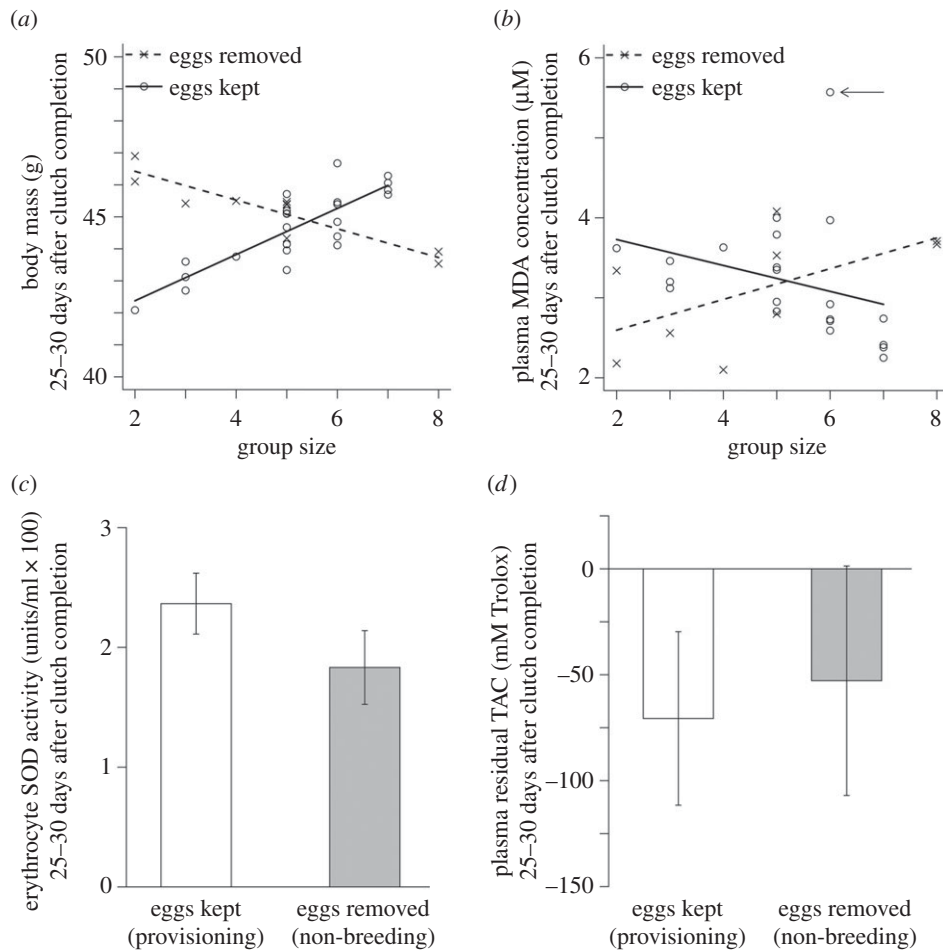 (a)
50
45
40
body mass (g)
25–30 days after clutch completion
eggs removed
eggs kept
2 4 6 8
group size
(b)
6
4
2
plasma MDA concentration (µM)
25–30 days after clutch completion
eggs removed
eggs kept
2 3 4 5 6 7 8
group size
(c)
3
2
1
0
erythrocyte SOD activity (units/ml × 100)
25–30 days after clutch completion
eggs kept
(provisioning)
eggs removed
(non-breeding)
(d)
0
–50
–100
–150
plasma residual TAC (mM Trolox)
25–30 days after clutch completion
eggs kept
(provisioning)
eggs removed
(non-breeding)